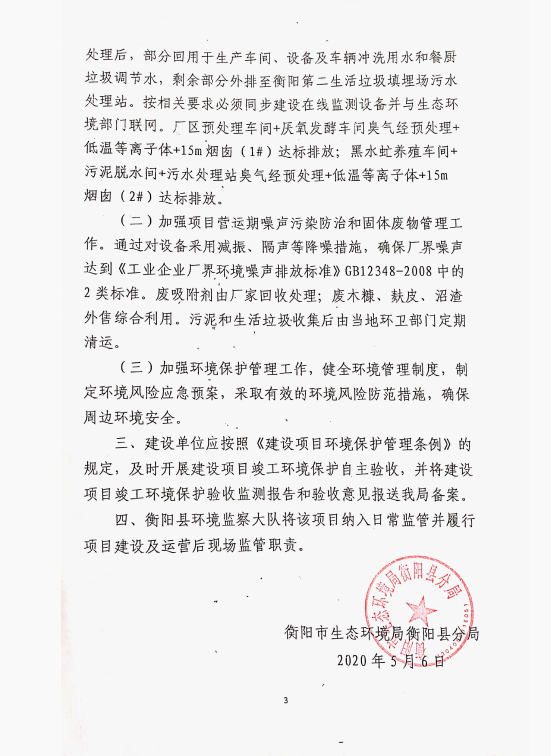 处理后，部分回用于生产车间、设备及车辆冲洗用水和餐厨
垃圾调节水，剩余部分外排至衡阳第二生活垃圾填埋场污水
处理站。按相关要求必须同步建设在线监测设备并与生态环
境部门联网。厂区预处理车间+厌氧发酵车间臭气经预处理+
低温等离子体+15m烟囱（1#）达标排放；黑水虻养殖车间+
污泥脱水间+污水处理站臭气经预处理+低温等离子体+15m
烟囱（2#）达标排放。
（二）加强项目营运期噪声污染防治和固体废物管理工
作。通过对设备采用减振、隔声等降噪措施，确保厂界噪声
达到《工业企业厂界环境噪声排放标准》GB12348-2008中的
2类标准。废吸附剂由厂家回收处理；废木糠、麸皮、沼渣
外售综合利用。污泥和生活垃圾收集后由当地环卫部门定期
清运。
（三）加强环境保护管理工作，健全环境管理制度，制
定环境风险应急预案，采取有效的环境风险防范措施，确保
周边环境安全。
三、建设单位应按照《建设项目环境保护管理条例》的
规定，及时开展建设项目竣工环境保护自主验收，并将建设
项目竣工环境保护验收监测报告和验收意见报送我局备案。
四、衡阳县环境监察大队将该项目纳入日常监管并履行
项目建设及运营后现场监管职责。
衡阳市生态环境局衡阳县分局
衡阳市生态环境局衡阳县分局
2020年5月6日
3